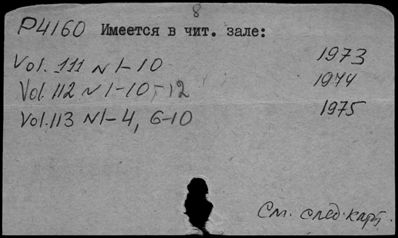 8
P4160 Имеется в чит. зале:
Vol. 111 N 1-10 1973
Vol. 112 N 1-10, 12 1974
Vol. 113 N1-4, 6-10 1975
См. след. карт.